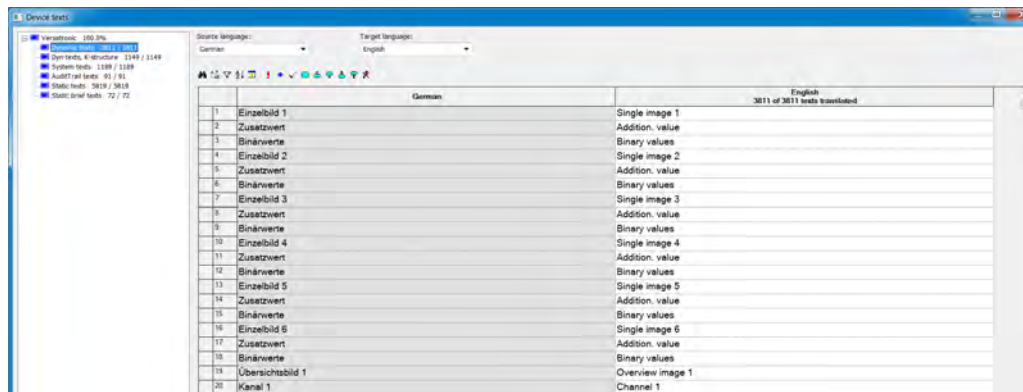 Device texts
Versatronic 100.0%
Dynamic texts 3811 / 3811
Dyn texts, K-structure 1149 / 1149
System texts 1189 / 1189
AuditTrail texts 91 / 91
Static texts 5819 / 5819
Static brief texts 72 / 72
Source language:
Target language:
German
English
German
English
3811 of 3811 texts translated
1 Einzelbild 1 Single image 1
2 Zusatzwert Addition. value
3 Binärwerte Binary values
4 Einzelbild 2 Single image 2
5 Zusatzwert Addition. value
6 Binärwerte Binary values
7 Einzelbild 3 Single image 3
8 Zusatzwert Addition. value
9 Binärwerte Binary values
10 Einzelbild 4 Single image 4
11 Zusatzwert Addition. value
12 Binärwerte Binary values
13 Einzelbild 5 Single image 5
14 Zusatzwert Addition. value
15 Binärwerte Binary values
16 Einzelbild 6 Single image 6
17 Zusatzwert Addition. value
18 Binärwerte Binary values
19 Übersichtsbild 1 Overview image 1
20 Kanal 1 Channel 1